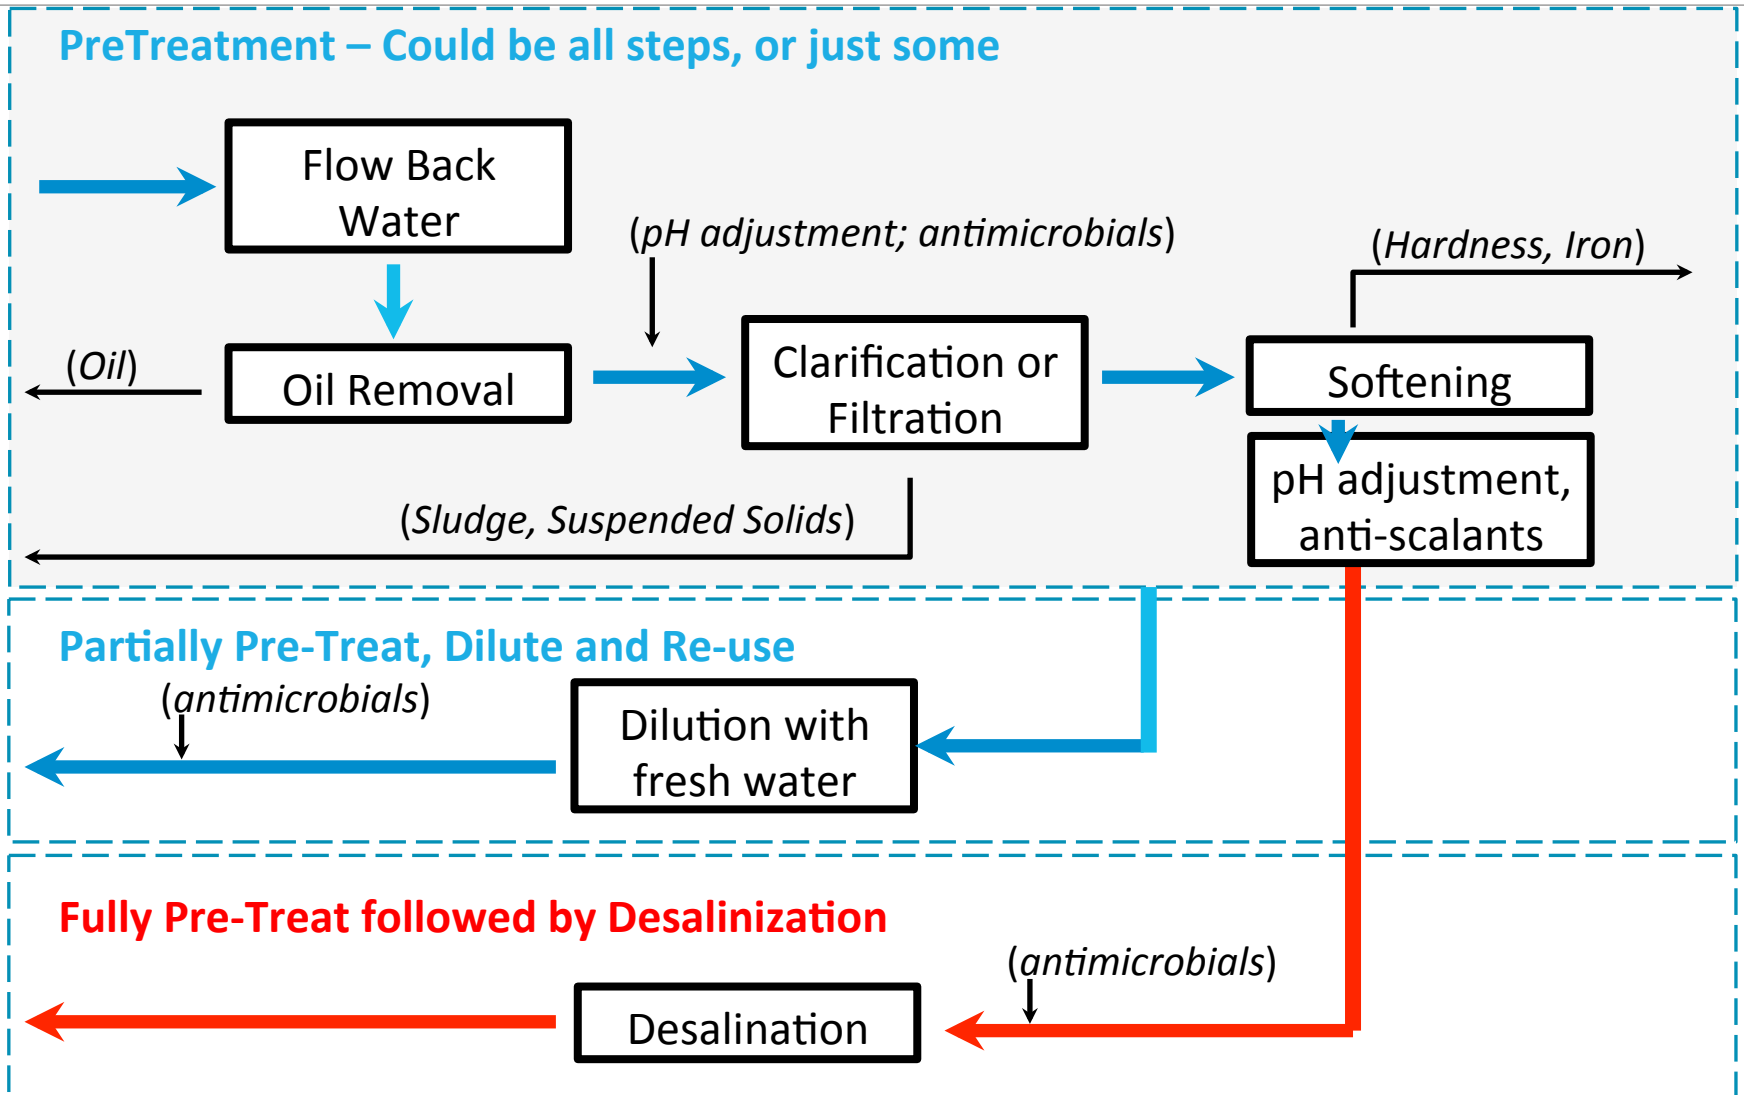 PreTreatment – Could be all steps, or just some
Flow Back
Water
(pH adjustment; antimicrobials)
(Hardness, Iron)
(Oil)
Oil Removal
Clarification or
Filtration
Softening
pH adjustment,
anti-scalants
(Sludge, Suspended Solids)
Partially Pre-Treat, Dilute and Re-use
(antimicrobials)
Dilution with
fresh water
Fully Pre-Treat followed by Desalinization
(antimicrobials)
Desalination